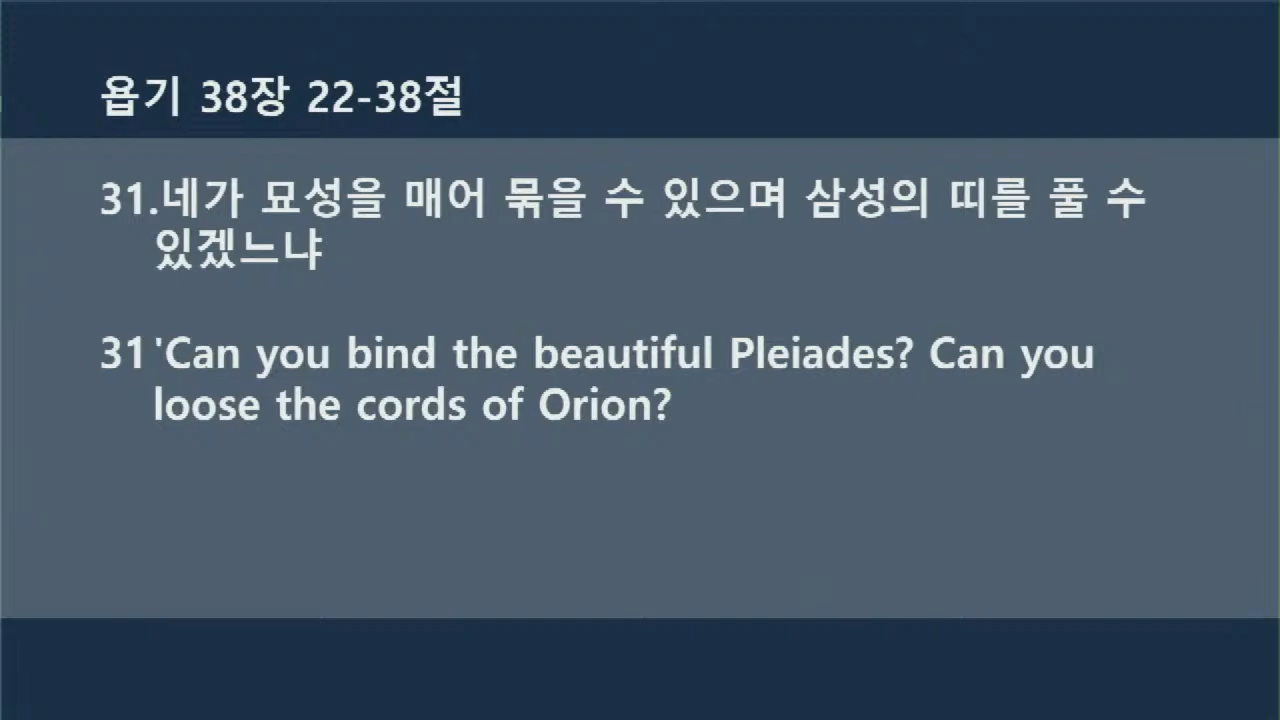 욥기 38장 22-38절
31.네가 묘성을 매어 묶을 수 있으며 삼성의 띠를 풀 수
있겠느냐
31 'Can you bind the beautiful Pleiades? Can you
loose the cords of Orion?